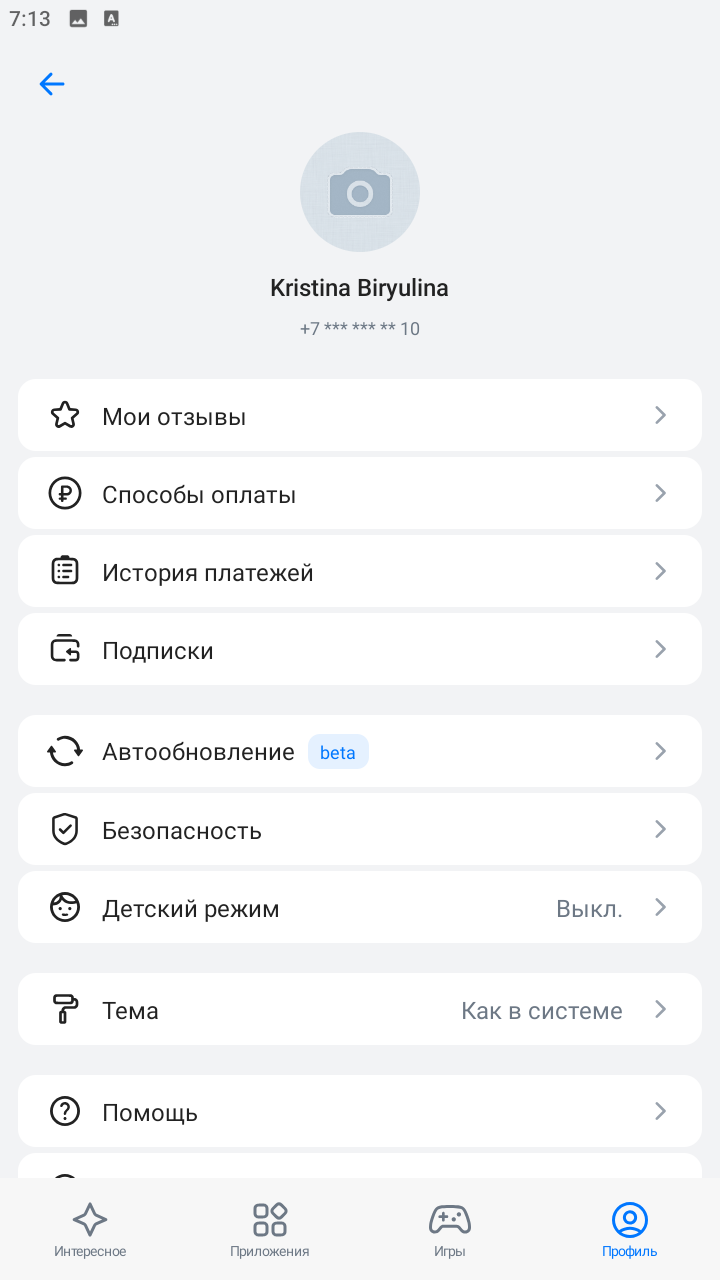 7:13
Kristina Biryulina
+7 *** *** ** 10
Мои отзывы
Способы оплаты
История платежей
Подписки
Автообновление beta
Безопасность
Детский режим Выкл.
Тема Как в системе
Помощь
Интересное Приложения Игры Профиль